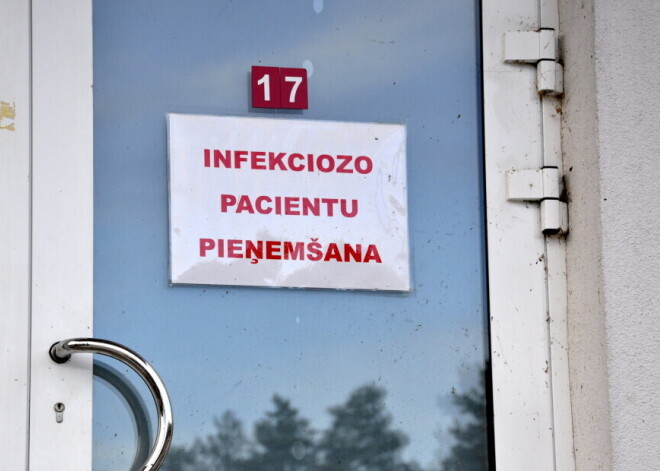 17
INFEKCIOZO
PACIENTU
PIEŅEMŠANA